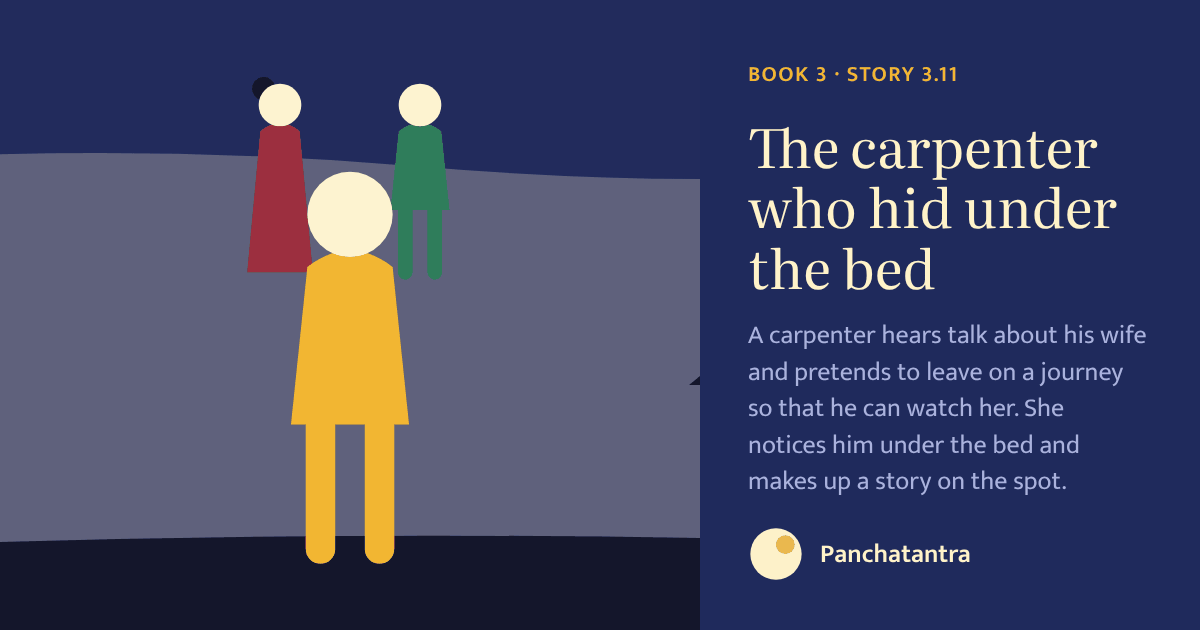 BOOK 3 · STORY 3.11
The carpenter
who hid under
the bed
A carpenter hears talk about his wife
and pretends to leave on a journey
so that he can watch her. She
notices him under the bed and
makes up a story on the spot.
Panchatantra